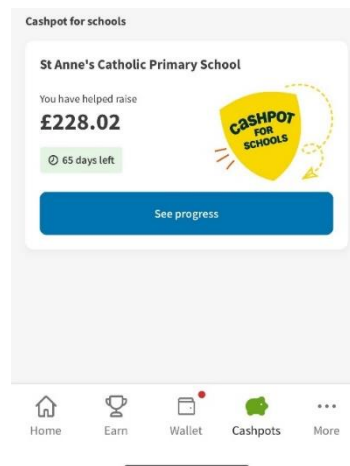 Cashpot for schools
St Anne's Catholic Primary School
You have helped raise
£228.02
65 days left
CASHPOT
FOR
SCHOOLS
See progress
Home Earn Wallet Cashpots More